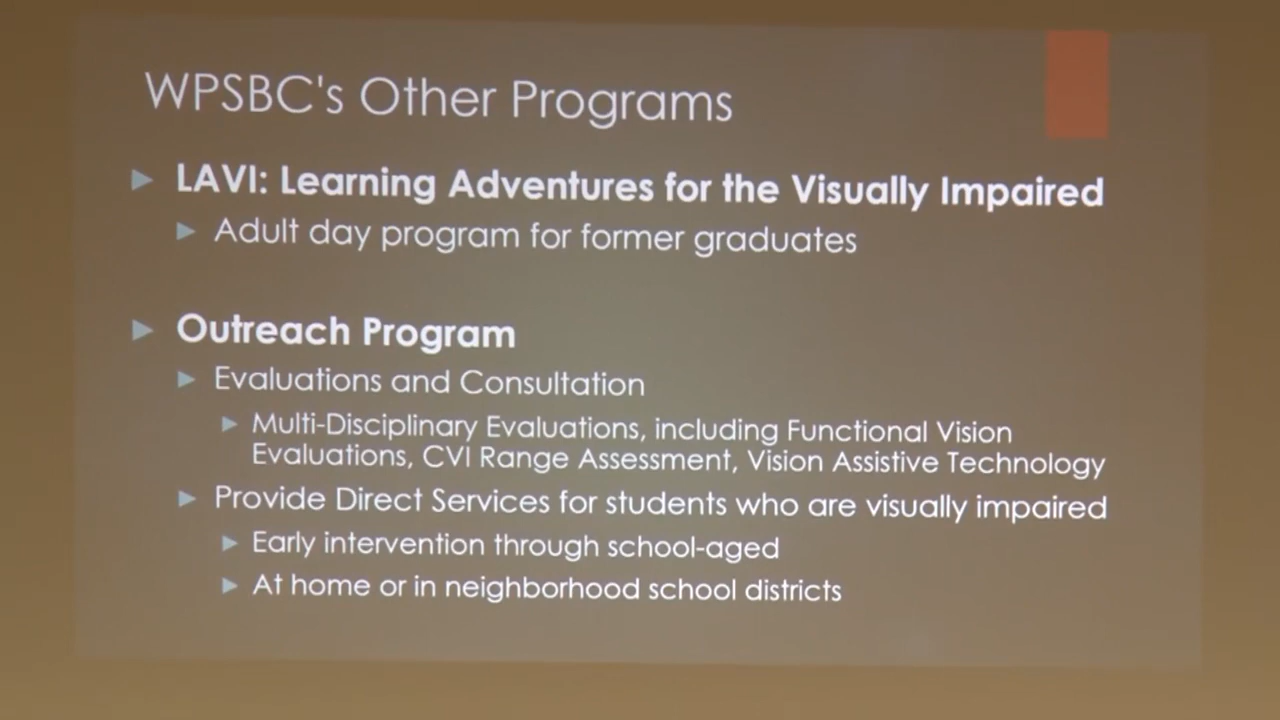 WPSBC's Other Programs
LAVI: Learning Adventures for the Visually Impaired
Adult day program for former graduates
Outreach Program
Evaluations and Consultation
Multi-Disciplinary Evaluations, including Functional Vision
Evaluations, CVI Range Assessment, Vision Assistive Technology
Provide Direct Services for students who are visually impaired
Early intervention through school-aged
At home or in neighborhood school districts